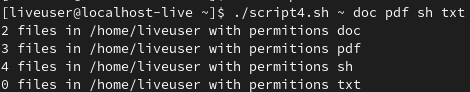 [liveuser@localhost-live ~]$ ./script4.sh ~ doc pdf sh txt
2 files in /home/liveuser with permitions doc
3 files in /home/liveuser with permitions pdf
4 files in /home/liveuser with permitions sh
0 files in /home/liveuser with permitions txt